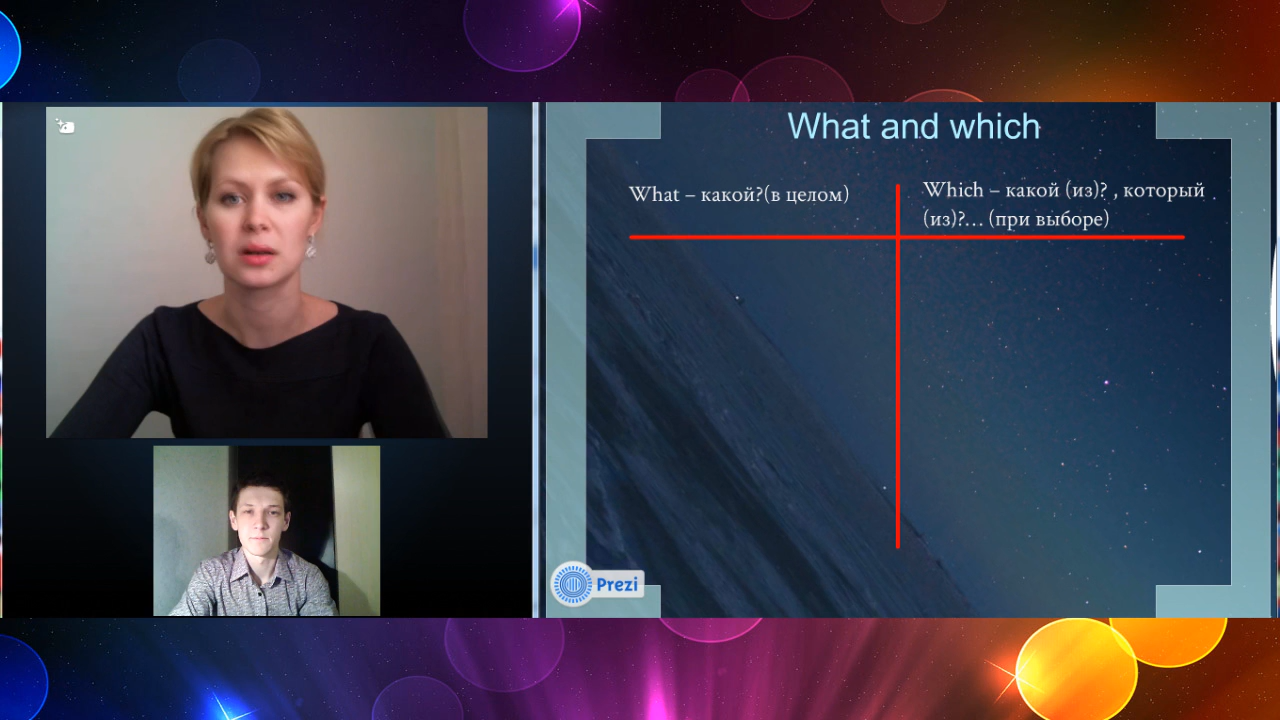 What and which
What – какой?(в целом)
Which – какой (из)? , который
(из)?... (при выборе)
Prezi